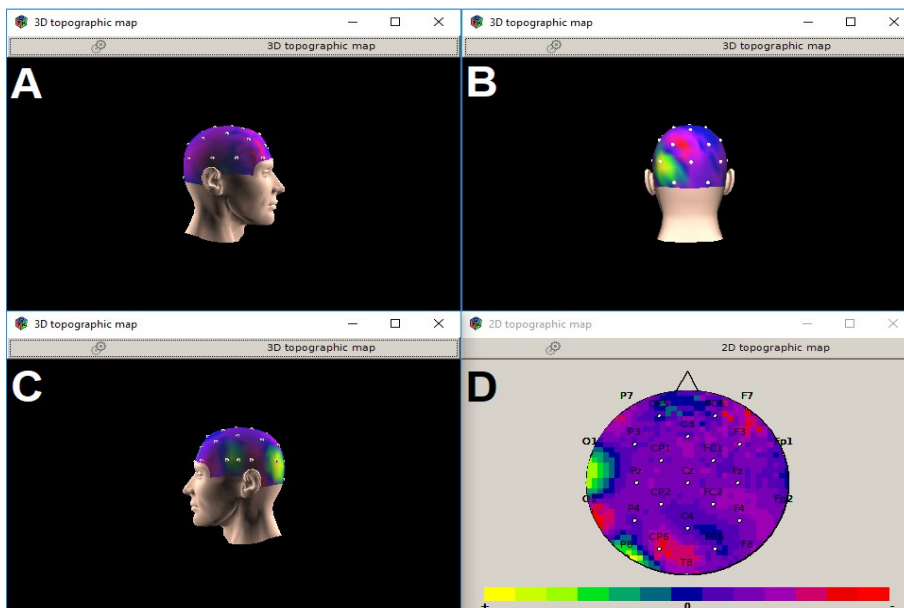 3D topographic map
3D topographic map
A
3D topographic map
3D topographic map
B
3D topographic map
3D topographic map
C
2D topographic map
2D topographic map
D
P7 F7
C3
P3 F3
O1 Fp1
CP1 FC1
Pz Cz Fz
O2 CP2 FC2 Fp2
P4 F4
C4
P8 CP6 F8
T8
+ 0 -